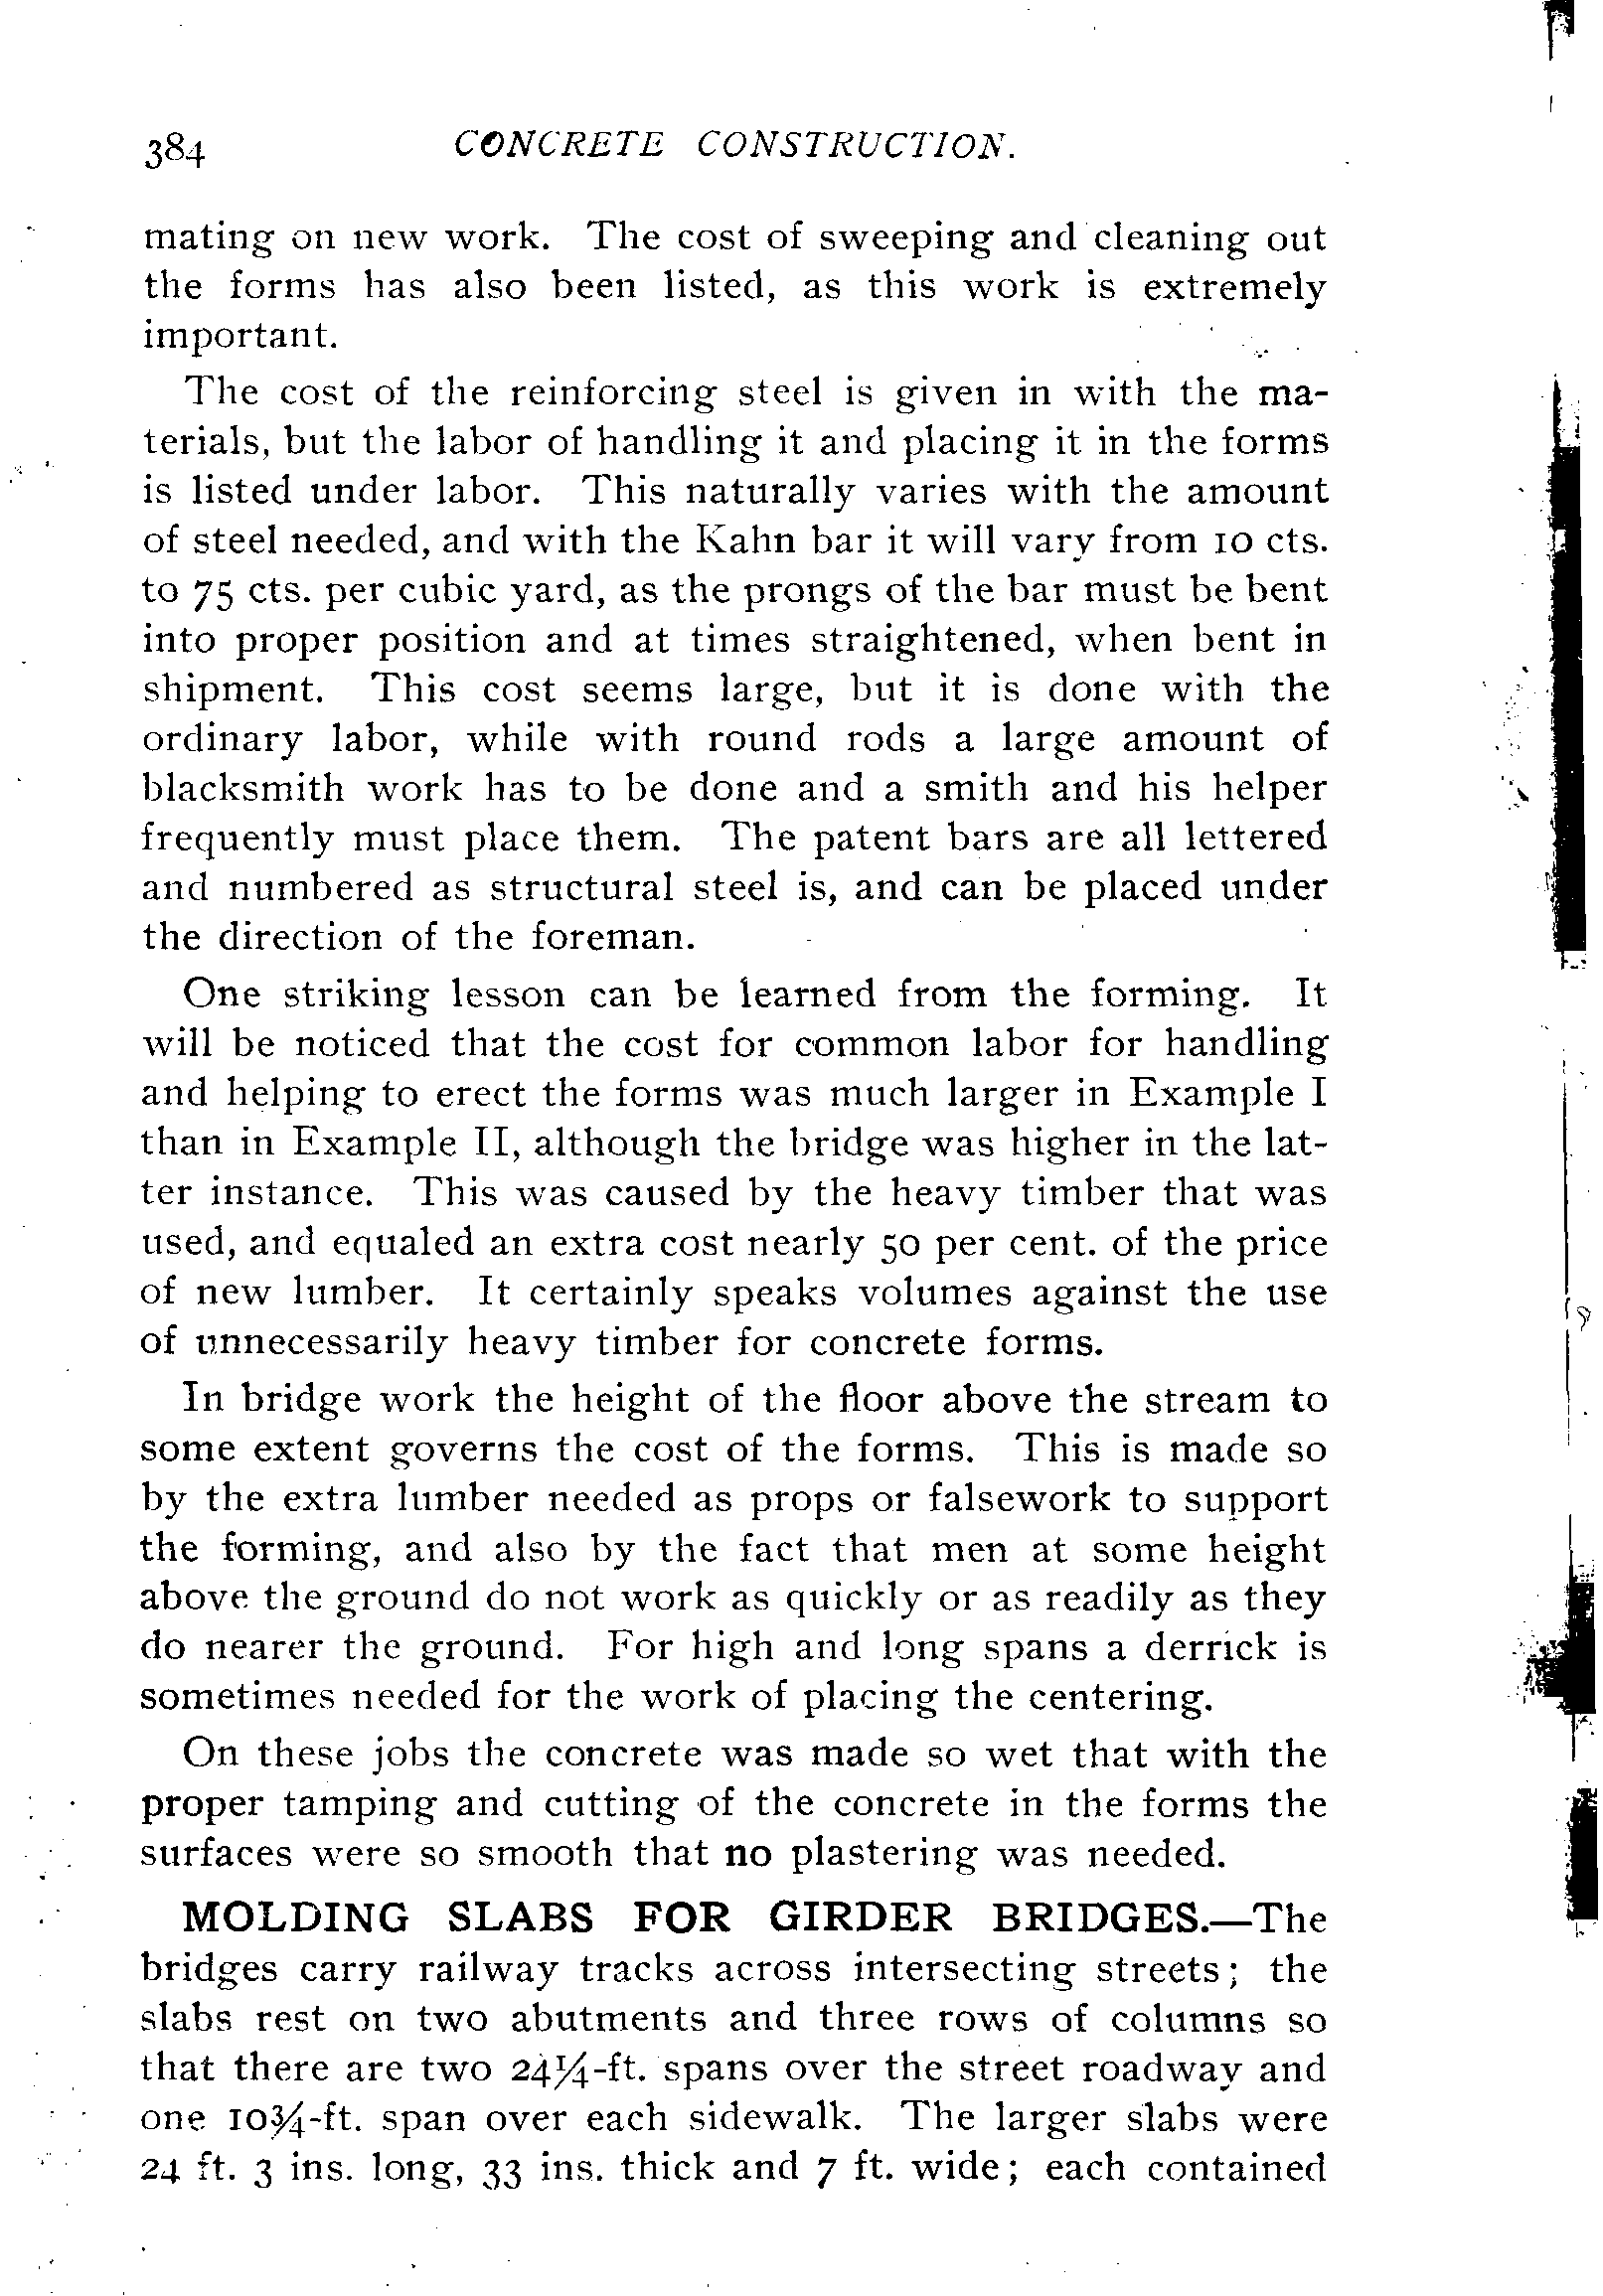 384 CONCRETE CONSTRUCTION.
mating on new work. The cost of sweeping and cleaning out
the forms has also been listed, as this work is extremely
important.
The cost of the reinforcing steel is given in with the ma-
terials, but the labor of handling it and placing it in the forms
is listed under labor. This naturally varies with the amount
of steel needed, and with the Kahn bar it will vary from 10 cts.
to 75 cts. per cubic yard, as the prongs of the bar must be bent
into proper position and at times straightened, when bent in
shipment. This cost seems large, but it is done with the
ordinary labor, while with round rods a large amount of
blacksmith work has to be done and a smith and his helper
frequently must place them. The patent bars are all lettered
and numbered as structural steel is, and can be placed under
the direction of the foreman.
One striking lesson can be learned from the forming. It
will be noticed that the cost for common labor for handling
and helping to erect the forms was much larger in Example I
than in Example II, although the bridge was higher in the lat-
ter instance. This was caused by the heavy timber that was
used, and equaled an extra cost nearly 50 per cent. of the price
of new lumber. It certainly speaks volumes against the use
of unnecessarily heavy timber for concrete forms.
In bridge work the height of the floor above the stream to
some extent governs the cost of the forms. This is made so
by the extra lumber needed as props or falsework to support
the forming, and also by the fact that men at some height
above the ground do not work as quickly or as readily as they
do nearer the ground. For high and long spans a derrick is
sometimes needed for the work of placing the centering.
On these jobs the concrete was made so wet that with the
proper tamping and cutting of the concrete in the forms the
surfaces were so smooth that no plastering was needed.
MOLDING SLABS FOR GIRDER BRIDGES.—The
bridges carry railway tracks across intersecting streets; the
slabs rest on two abutments and three rows of columns so
that there are two 24¼-ft. spans over the street roadway and
one 10¾-ft. span over each sidewalk. The larger slabs were
24 ft. 3 ins. long, 33 ins. thick and 7 ft. wide; each contained